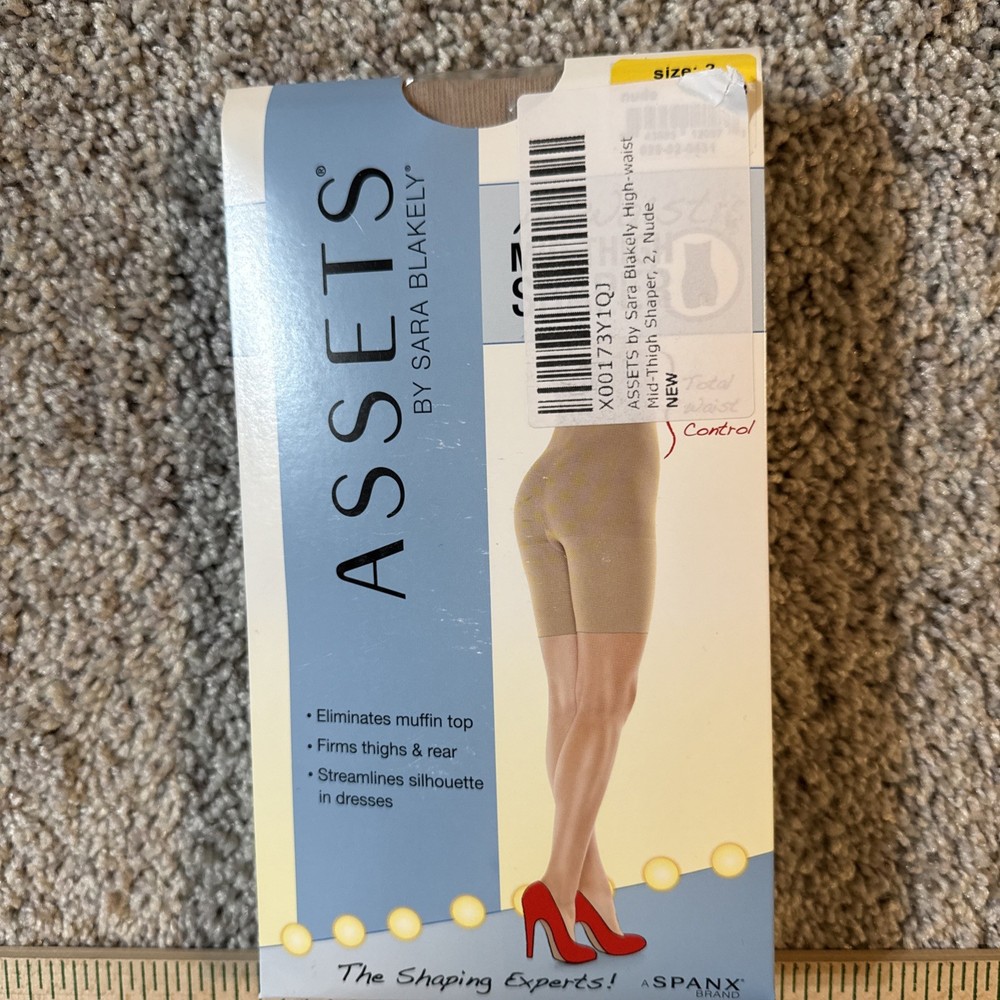 size: 2
ASSETS®
BY SARA BLAKELY®
X00173Y1QJ
ASSETS by Sara Blakely High-waist
Mid-Thigh Shaper, 2, Nude
NEW
Total
Waist
Control
• Eliminates muffin top
• Firms thighs & rear
• Streamlines silhouette
in dresses
The Shaping Experts!
A SPANX®
BRAND